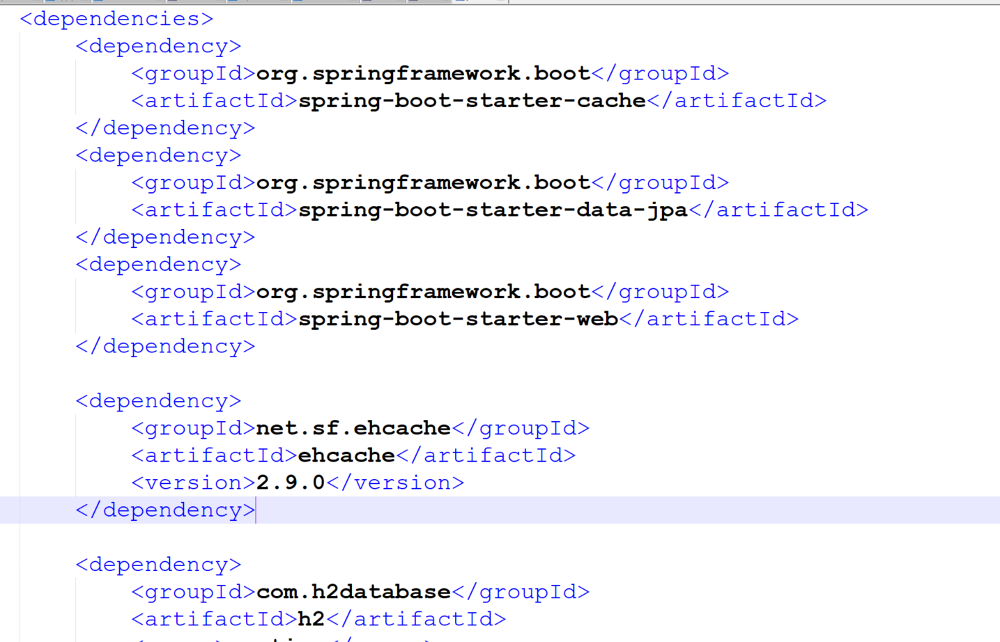 <dependencies>
<dependency>
<groupId>org.springframework.boot</groupId>
<artifactId>spring-boot-starter-cache</artifactId>
</dependency>
<dependency>
<groupId>org.springframework.boot</groupId>
<artifactId>spring-boot-starter-data-jpa</artifactId>
</dependency>
<dependency>
<groupId>org.springframework.boot</groupId>
<artifactId>spring-boot-starter-web</artifactId>
</dependency>
<dependency>
<groupId>net.sf.ehcache</groupId>
<artifactId>ehcache</artifactId>
<version>2.9.0</version>
</dependency>
<dependency>
<groupId>com.h2database</groupId>
<artifactId>h2</artifactId>